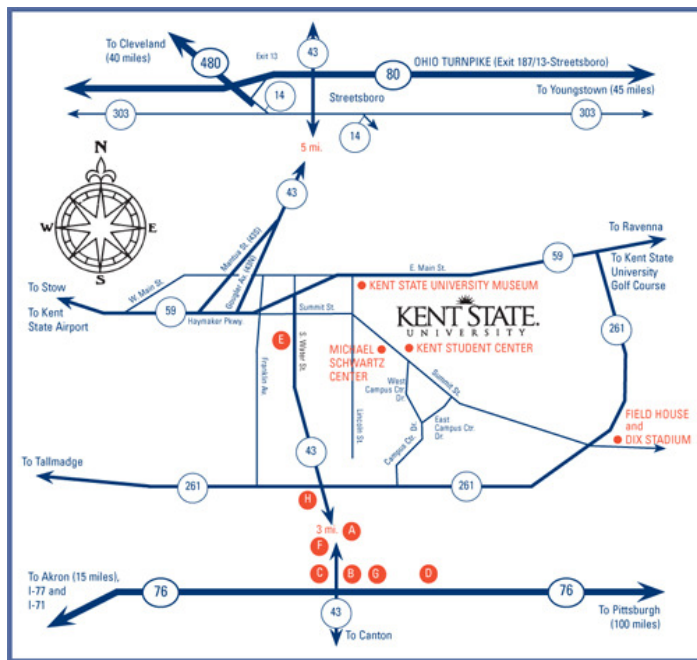 To Cleveland
(40 miles)
480
Exit 13
43
80
OHIO TURNPIKE (Exit 187/13-Streetsboro)
To Youngstown (45 miles)
14
Streetsboro
303
14
303
5 mi.
N
W
E
S
43
Mantua St. (43S)
Gougler Av. (43N)
To Ravenna
59
E. Main St.
To Kent State
University
Golf Course
To Stow
To Kent
State Airport
W. Main St.
59
Haymaker Pkwy.
Summit St.
KENT STATE UNIVERSITY MUSEUM
KENT STATE.
UNIVERSITY
261
E
S. Water St.
MICHAEL
SCHWARTZ
CENTER
KENT STUDENT CENTER
Franklin Av.
Lincoln St.
West
Campus Ctr.
Dr.
Summit St.
East
Campus Ctr.
Dr.
Campus Ctr. Dr.
FIELD HOUSE
and
DIX STADIUM
43
To Tallmadge
261
261
H
3 mi.
A
F
C
B
G
D
To Akron (15 miles),
I-77 and
I-71
76
76
43
To Canton
To Pittsburgh
(100 miles)